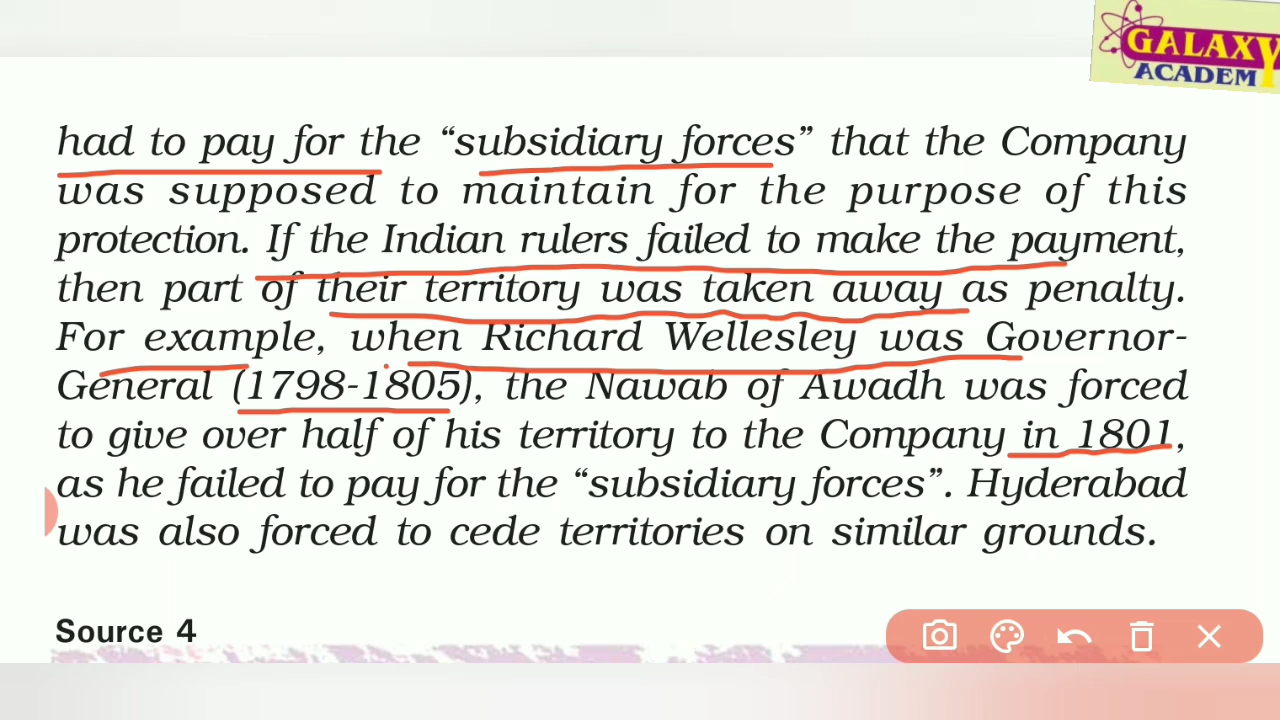 GALAXY
ACADEM
had to pay for the “subsidiary forces” that the Company
was supposed to maintain for the purpose of this
protection. If the Indian rulers failed to make the payment,
then part of their territory was taken away as penalty.
For example, when Richard Wellesley was Governor-
General (1798-1805), the Nawab of Awadh was forced
to give over half of his territory to the Company in 1801,
as he failed to pay for the “subsidiary forces”. Hyderabad
was also forced to cede territories on similar grounds.
Source 4